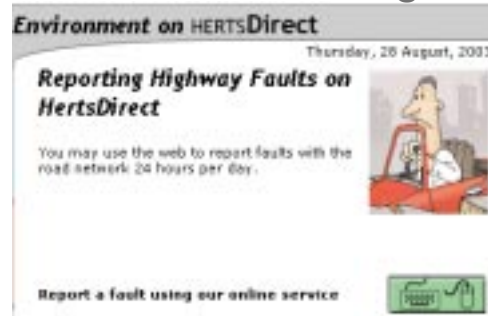 Environment on HERTSDirect
Thursday, 28 August, 2003
Reporting Highway Faults on
HertsDirect
You may use the web to report faults with the
road network 24 hours per day.
Report a fault using our online service